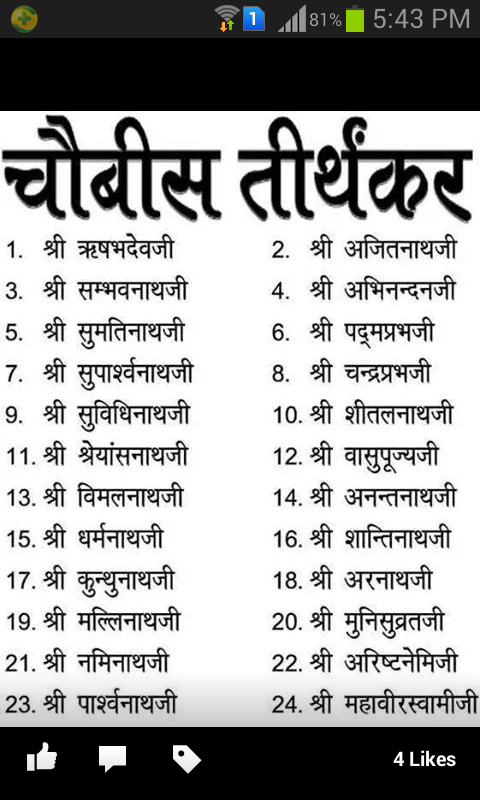 1 81% 5:43 PM
चौबीस तीर्थंकर
1. श्री ऋषभदेवजी 2. श्री अजितनाथजी
3. श्री सम्भवनाथजी 4. श्री अभिनन्दनजी
5. श्री सुमतिनाथजी 6. श्री पद्‌मप्रभजी
7. श्री सुपार्श्वनाथजी 8. श्री चन्द्रप्रभजी
9. श्री सुविधिनाथजी 10. श्री शीतलनाथजी
11. श्री श्रेयांसनाथजी 12. श्री वासुपूज्यजी
13. श्री विमलनाथजी 14. श्री अनन्तनाथजी
15. श्री धर्मनाथजी 16. श्री शान्तिनाथजी
17. श्री कुन्थुनाथजी 18. श्री अरनाथजी
19. श्री मल्लिनाथजी 20. श्री मुनिसुव्रतजी
21. श्री नमिनाथजी 22. श्री अरिष्टनेमिजी
23. श्री पार्श्वनाथजी 24. श्री महावीरस्वामीजी
4 Likes